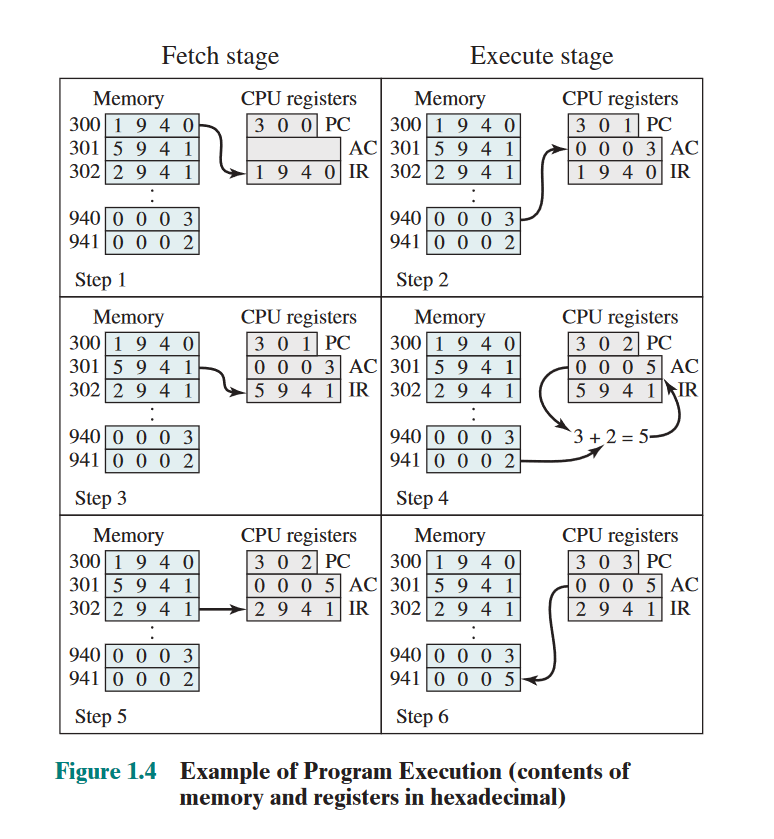 Fetch stage Execute stage
Memory CPU registers
300 1 9 4 0 3 0 0 PC
301 5 9 4 1 AC
302 2 9 4 1 1 9 4 0 IR
940 0 0 0 3
941 0 0 0 2
Step 1
Memory CPU registers
300 1 9 4 0 3 0 1 PC
301 5 9 4 1 0 0 0 3 AC
302 2 9 4 1 1 9 4 0 IR
940 0 0 0 3
941 0 0 0 2
Step 2
Memory CPU registers
300 1 9 4 0 3 0 1 PC
301 5 9 4 1 0 0 0 3 AC
302 2 9 4 1 5 9 4 1 IR
940 0 0 0 3
941 0 0 0 2
Step 3
Memory CPU registers
300 1 9 4 0 3 0 2 PC
301 5 9 4 1 0 0 0 5 AC
302 2 9 4 1 5 9 4 1 IR
940 0 0 0 3 3 + 2 = 5
941 0 0 0 2
Step 4
Memory CPU registers
300 1 9 4 0 3 0 2 PC
301 5 9 4 1 0 0 0 5 AC
302 2 9 4 1 2 9 4 1 IR
940 0 0 0 3
941 0 0 0 2
Step 5
Memory CPU registers
300 1 9 4 0 3 0 3 PC
301 5 9 4 1 0 0 0 5 AC
302 2 9 4 1 2 9 4 1 IR
940 0 0 0 3
941 0 0 0 5
Step 6
Figure 1.4 Example of Program Execution (contents of
memory and registers in hexadecimal)